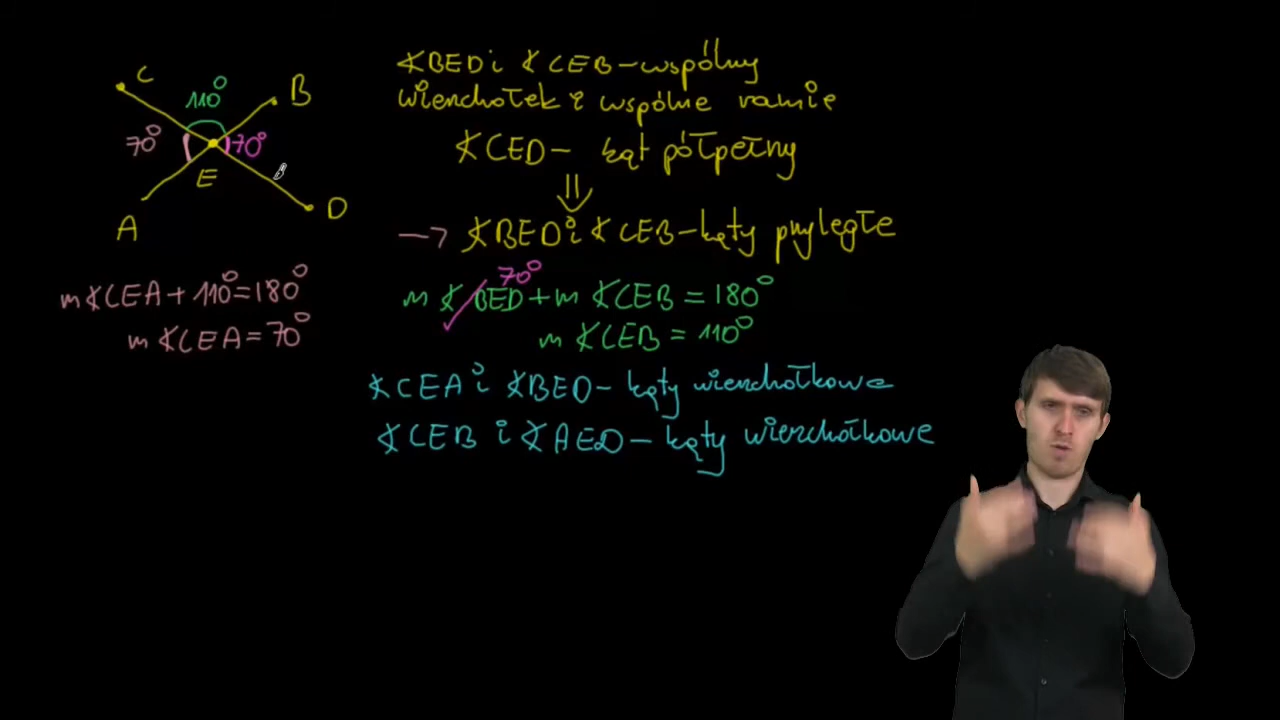 C
B
110°
70°
70°
E
A
D
m∢CEA + 110° = 180°
m∢CEA = 70°
∢BED i ∢CEB – wspólny
wierzchołek i wspólne ramię
∢CED – kąt półpełny
⇓
→ ∢BED i ∢CEB – kąty przyległe
70°
m∢BED + m∢CEB = 180°
m∢CEB = 110°
∢CEA i ∢BED – kąty wierzchołkowe
∢CEB i ∢AED – kąty wierzchołkowe